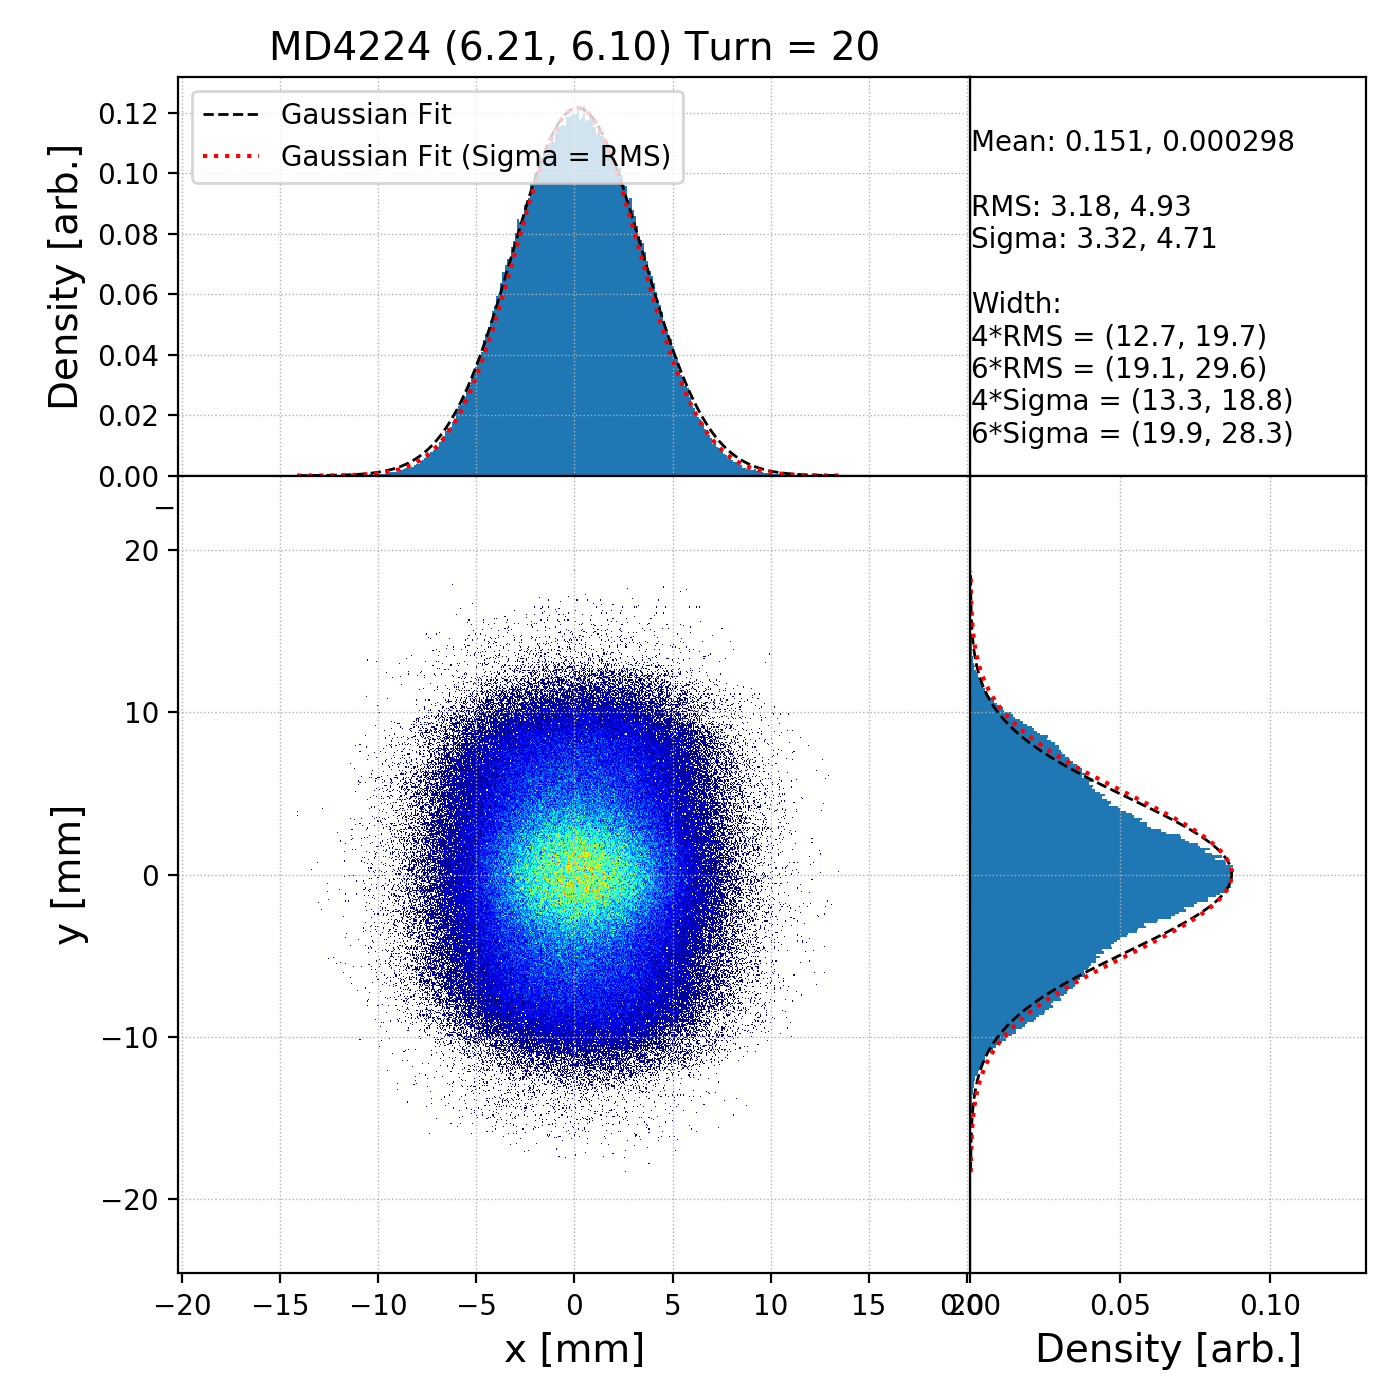 MD4224 (6.21, 6.10) Turn = 20
Gaussian Fit
Gaussian Fit (Sigma = RMS)
0.12
0.10
0.08
0.06
0.04
0.02
0.00
Density [arb.]
Mean: 0.151, 0.000298
RMS: 3.18, 4.93
Sigma: 3.32, 4.71
Width:
4*RMS = (12.7, 19.7)
6*RMS = (19.1, 29.6)
4*Sigma = (13.3, 18.8)
6*Sigma = (19.9, 28.3)
−
20
10
0
−10
−20
y [mm]
−20 −15 −10 −5 0 5 10 15 20
x [mm]
0.00 0.05 0.10
Density [arb.]